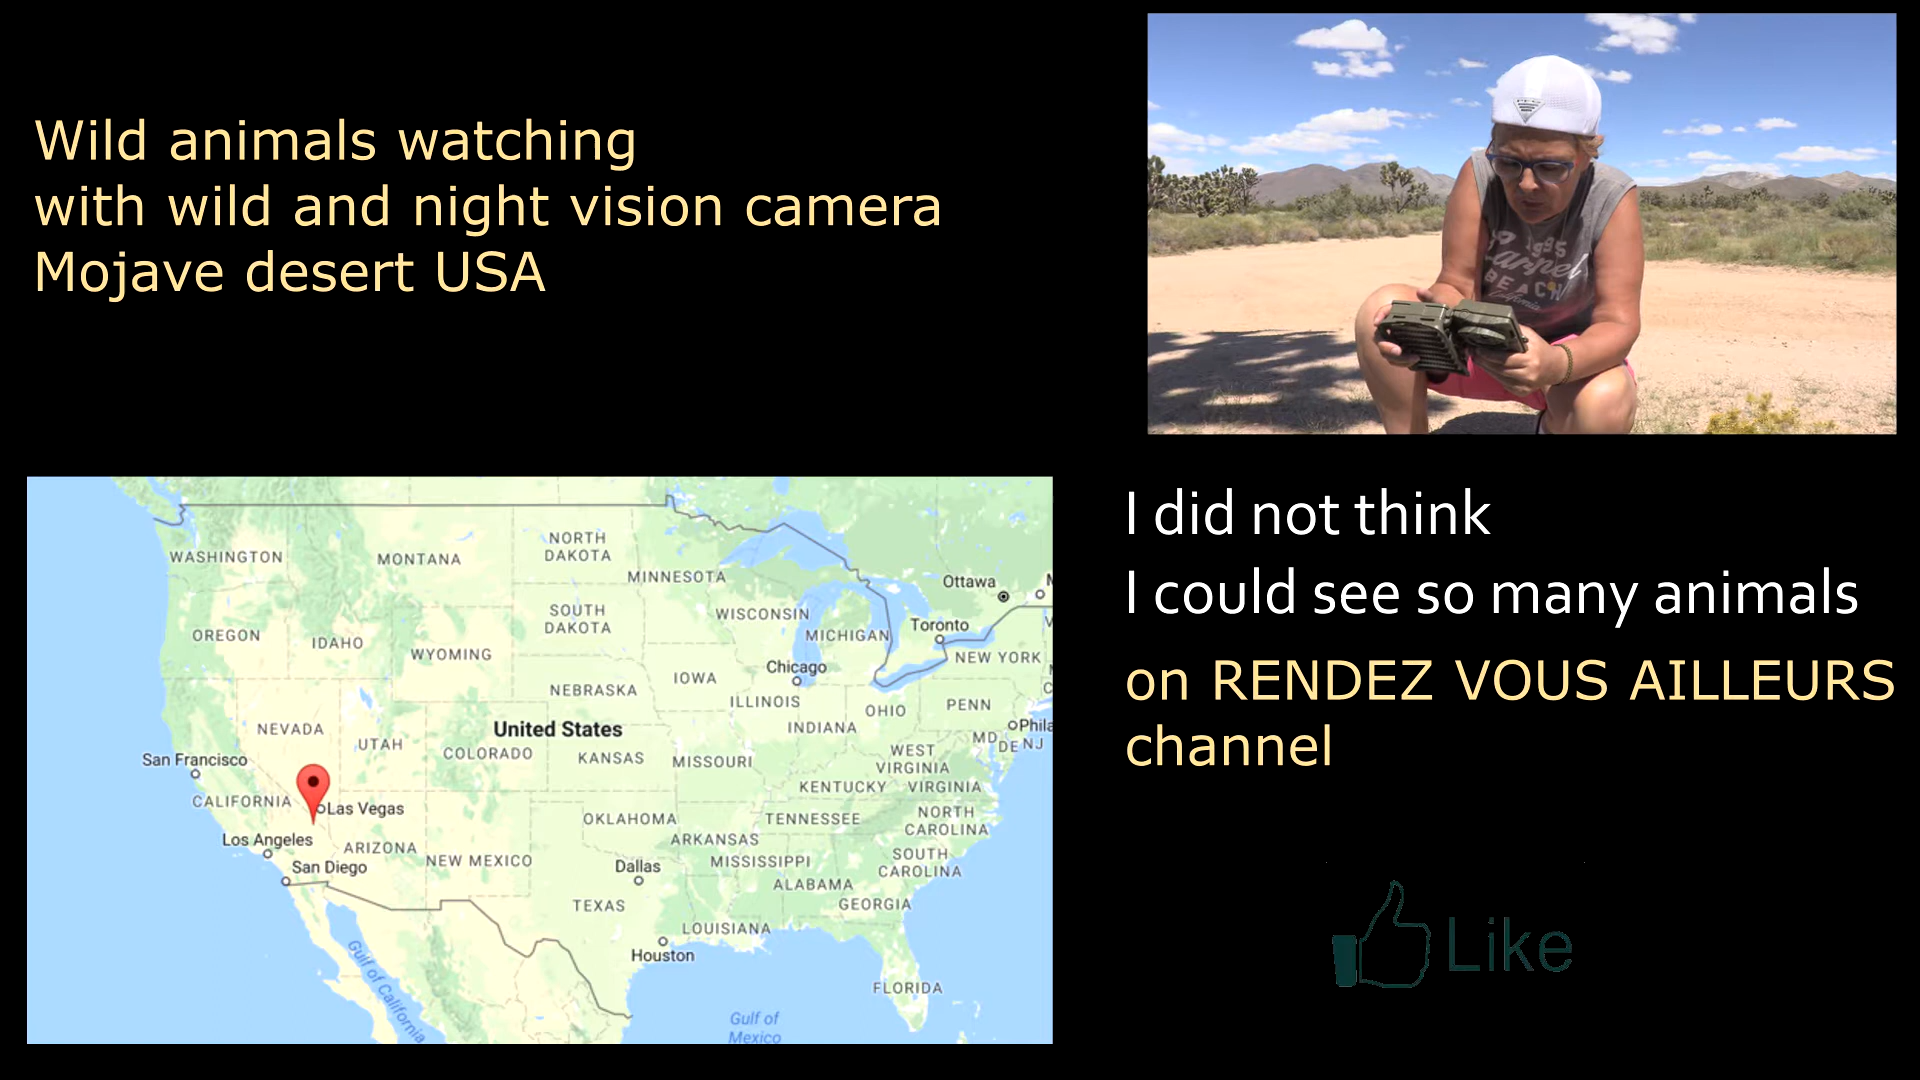 Wild animals watching
with wild and night vision camera
Mojave desert USA
1995
Carmel
BEACH
California
WASHINGTON
MONTANA
NORTH
DAKOTA
MINNESOTA
Ottawa
SOUTH
DAKOTA
WISCONSIN
OREGON
IDAHO
WYOMING
MICHIGAN
Toronto
Chicago
NEW YORK
IOWA
NEBRASKA
ILLINOIS
OHIO
PENN
INDIANA
NEVADA
United States
Phila
UTAH
COLORADO
KANSAS
MISSOURI
WEST
VIRGINIA
MD
DE
NJ
San Francisco
KENTUCKY
VIRGINIA
CALIFORNIA
Las Vegas
OKLAHOMA
TENNESSEE
NORTH
CAROLINA
Los Angeles
ARIZONA
NEW MEXICO
ARKANSAS
MISSISSIPPI
SOUTH
CAROLINA
San Diego
Dallas
ALABAMA
TEXAS
GEORGIA
LOUISIANA
Houston
Gulf of California
FLORIDA
Gulf of
Mexico
I did not think
I could see so many animals
on RENDEZ VOUS AILLEURS
channel
Like